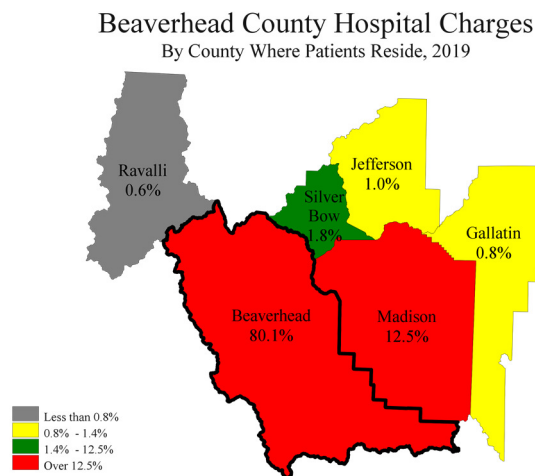 Beaverhead County Hospital Charges
By County Where Patients Reside, 2019
Ravalli
0.6%
Jefferson
1.0%
Silver
Bow
1.8%
Gallatin
0.8%
Beaverhead
80.1%
Madison
12.5%
Less than 0.8%
0.8% - 1.4%
1.4% - 12.5%
Over 12.5%